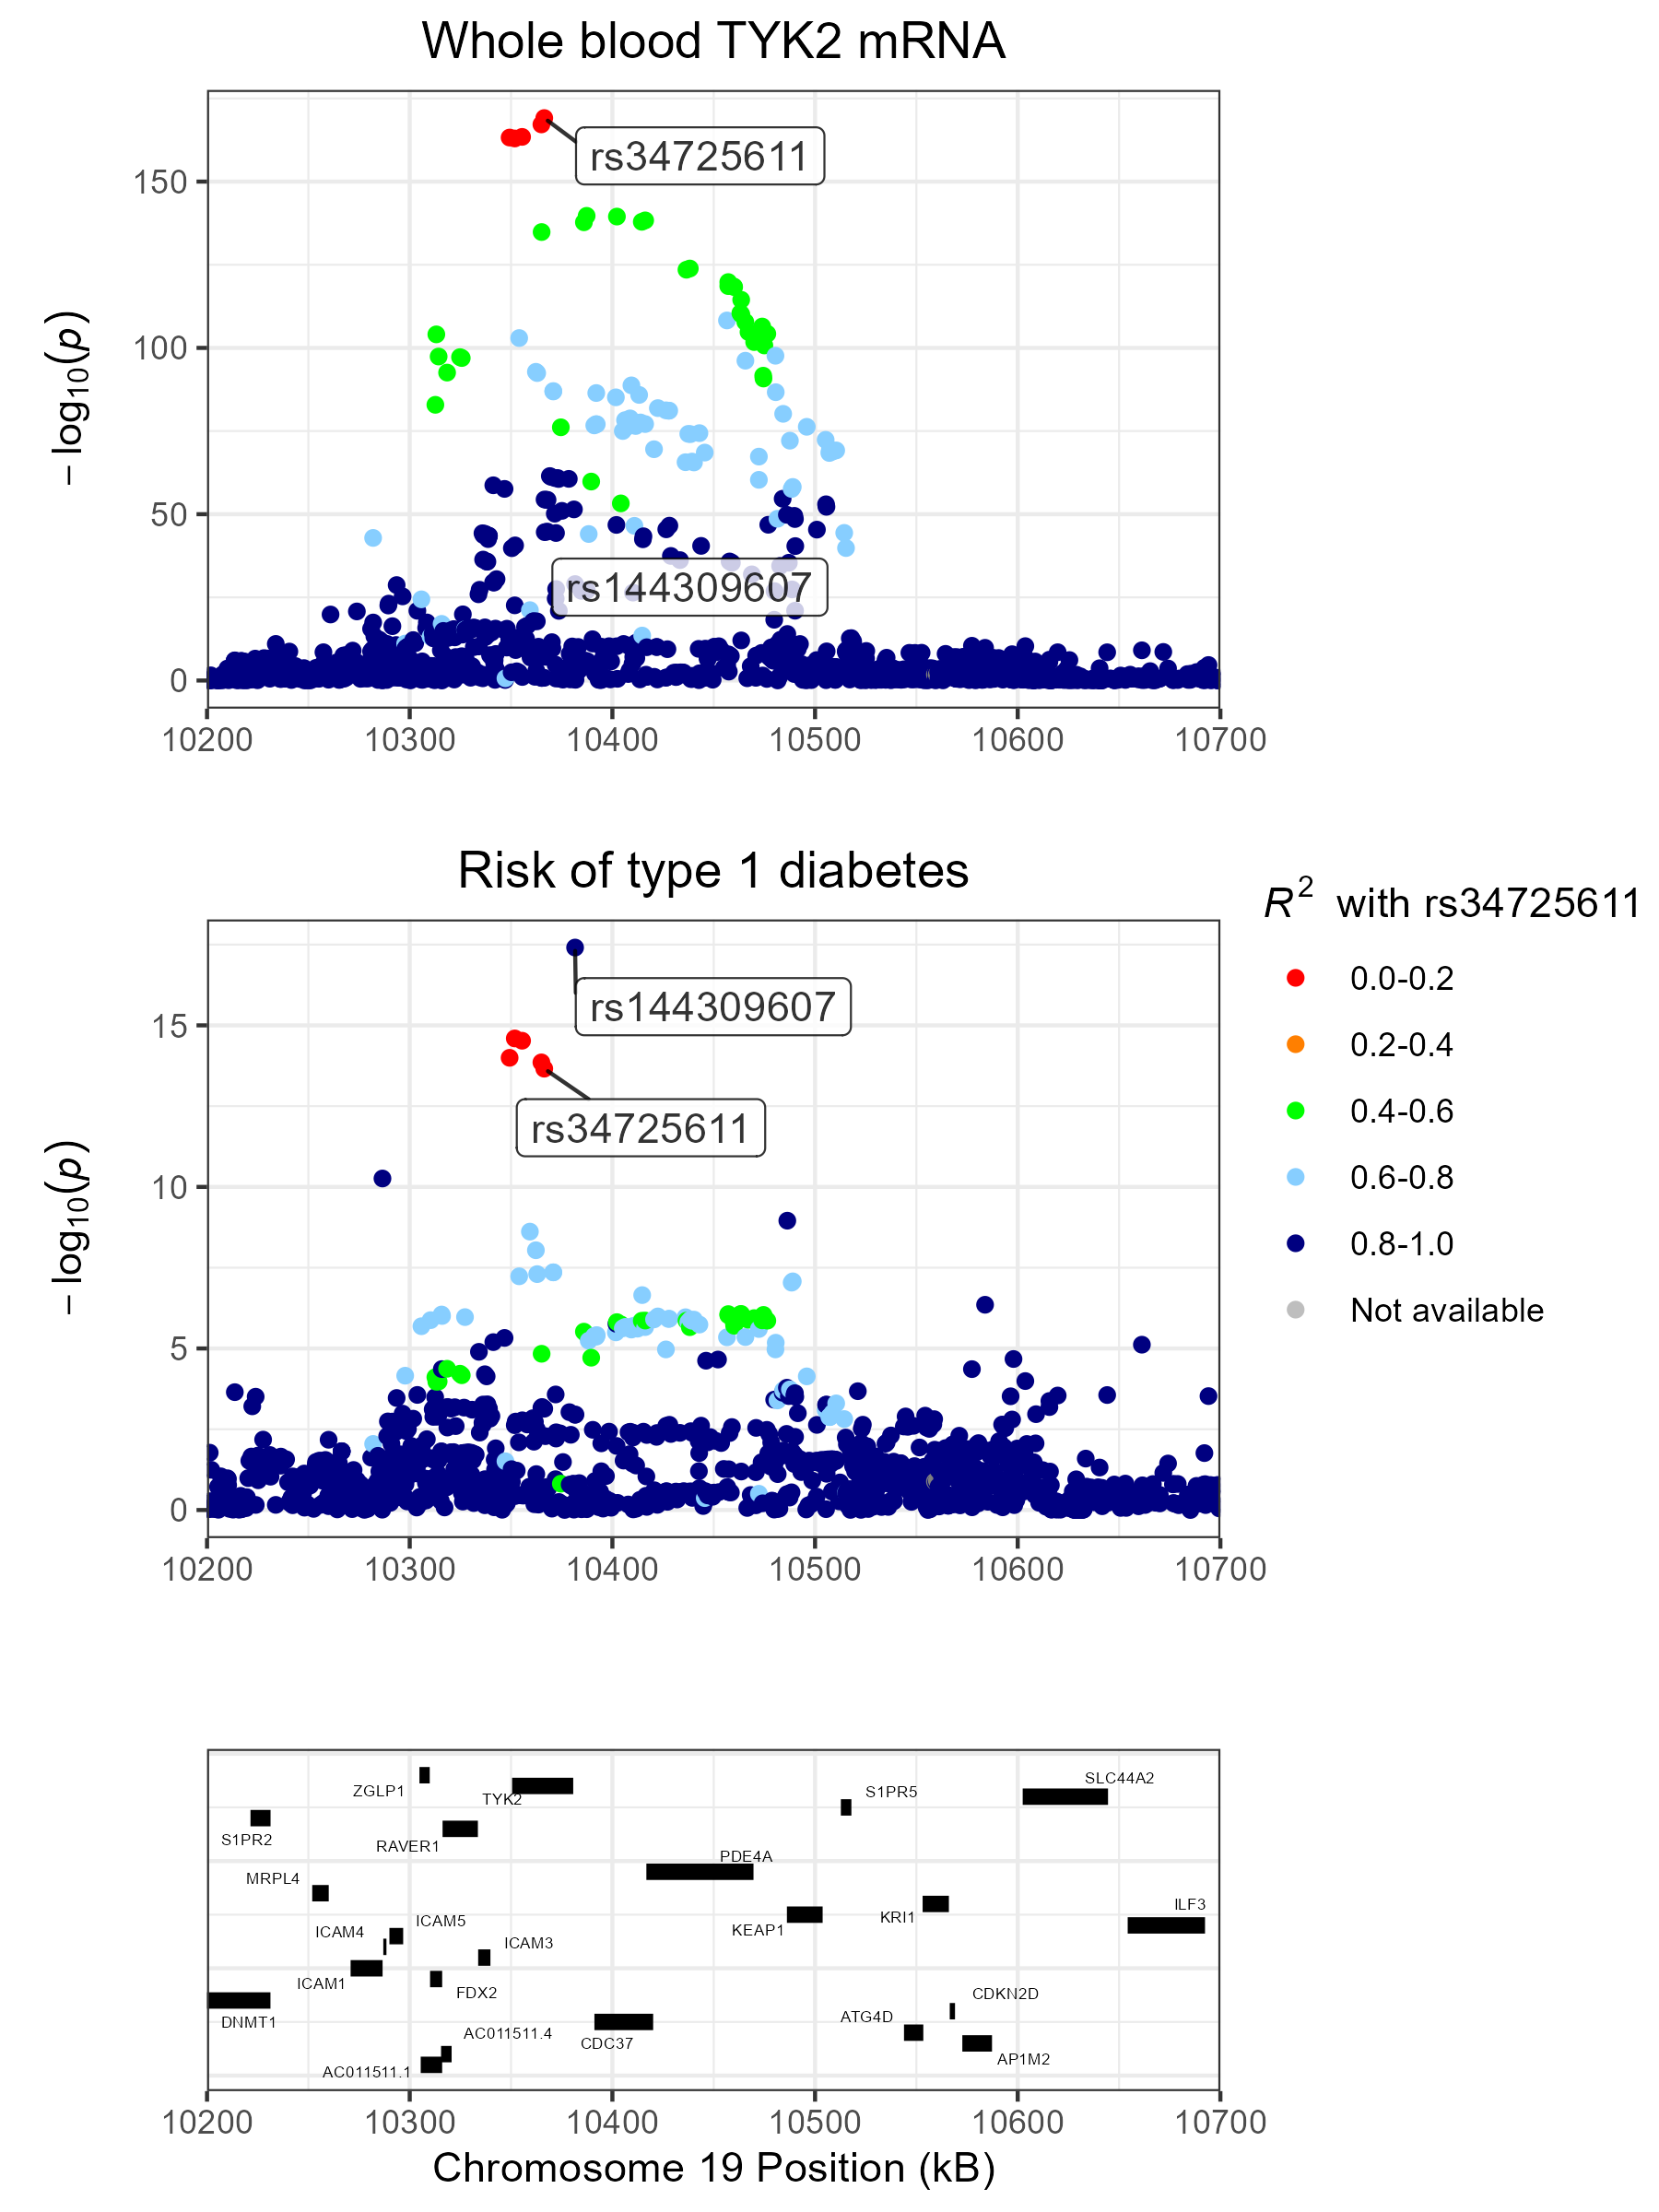 Whole blood TYK2 mRNA
rs34725611
150
100
50
0
− log10(p)
rs144309607
10200 10300 10400 10500 10600 10700
Risk of type 1 diabetes
R2 with rs34725611
0.0-0.2
0.2-0.4
0.4-0.6
0.6-0.8
0.8-1.0
Not available
rs144309607
rs34725611
15
10
5
0
− log10(p)
10200 10300 10400 10500 10600 10700
SLC44A2
ZGLP1
S1PR5
TYK2
S1PR2
RAVER1
PDE4A
MRPL4
ILF3
KRI1
ICAM5
KEAP1
ICAM4
ICAM3
ICAM1
FDX2
CDKN2D
ATG4D
DNMT1
AC011511.4
CDC37
AP1M2
AC011511.1
10200 10300 10400 10500 10600 10700
Chromosome 19 Position (kB)